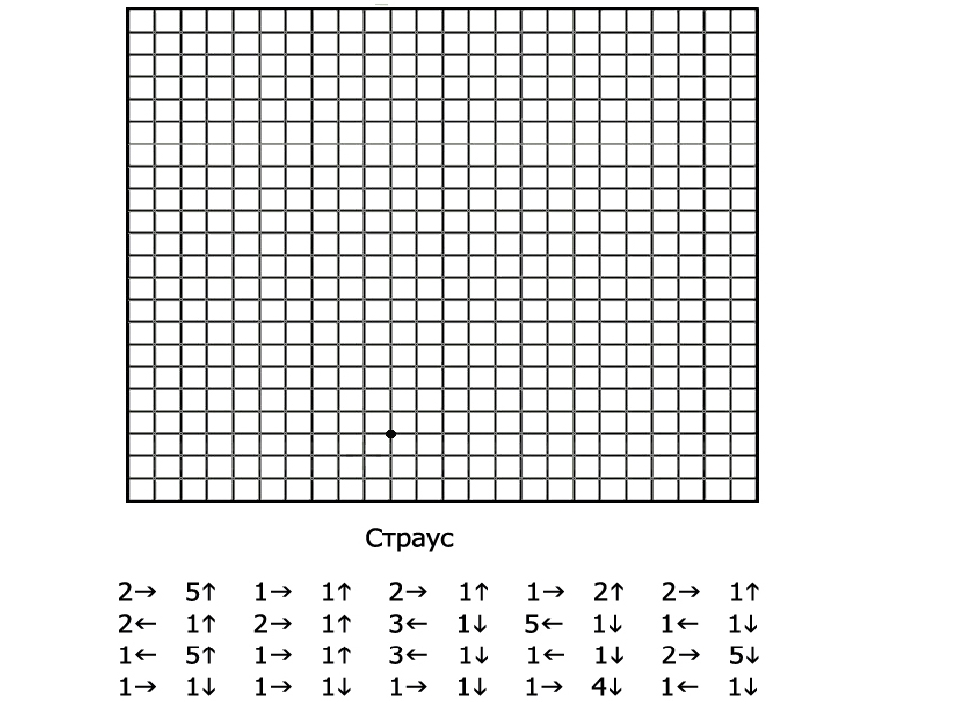 Страус
2→ 5↑ 1→ 1↑ 2→ 1↑ 1→ 2↑ 2→ 1↑
2← 1↑ 2→ 1↑ 3← 1↓ 5← 1↓ 1← 1↓
1← 5↑ 1→ 1↑ 3← 1↓ 1← 1↓ 2→ 5↓
1→ 1↓ 1→ 1↓ 1→ 1↓ 1→ 4↓ 1← 1↓